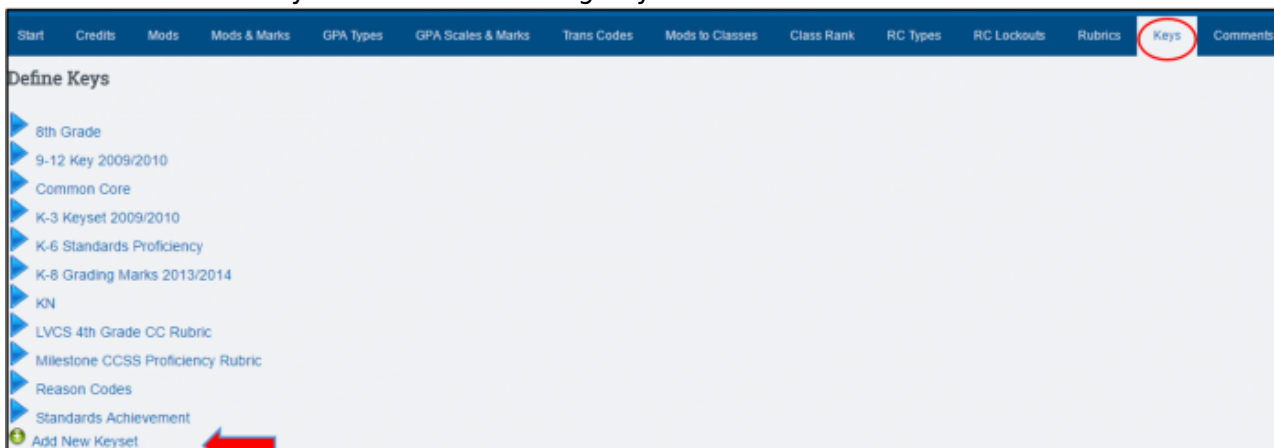 Start Credits Mods Mods & Marks GPA Types GPA Scales & Marks Trans Codes Mods to Classes Class Rank RC Types RC Lockouts Rubrics Keys Comments
Define Keys
8th Grade
9-12 Key 2009/2010
Common Core
K-3 Keyset 2009/2010
K-6 Standards Proficiency
K-8 Grading Marks 2013/2014
KN
LVCS 4th Grade CC Rubric
Milestone CCSS Proficiency Rubric
Reason Codes
Standards Achievement
Add New Keyset